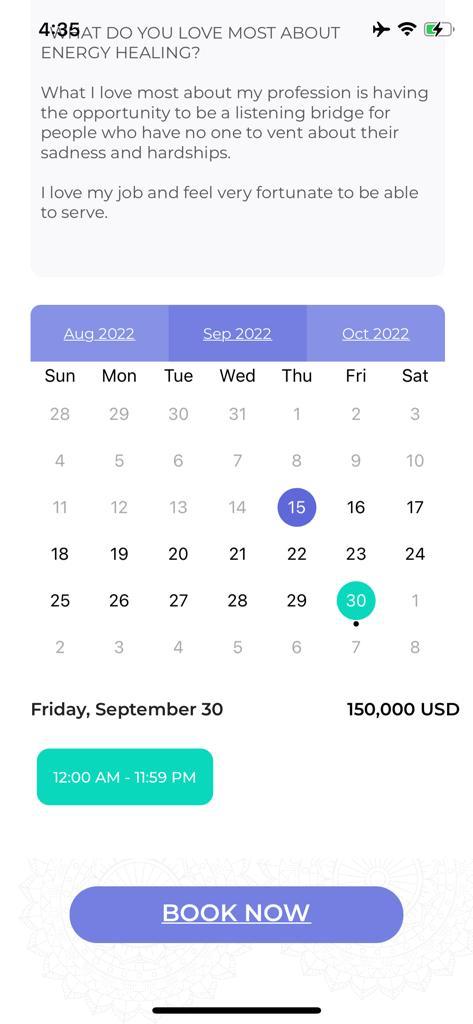 4:35
WHAT DO YOU LOVE MOST ABOUT
ENERGY HEALING?
What I love most about my profession is having
the opportunity to be a listening bridge for
people who have no one to vent about their
sadness and hardships.
I love my job and feel very fortunate to be able
to serve.
Aug 2022 Sep 2022 Oct 2022
Sun Mon Tue Wed Thu Fri Sat
28 29 30 31 1 2 3
4 5 6 7 8 9 10
11 12 13 14 15 16 17
18 19 20 21 22 23 24
25 26 27 28 29 30 1
2 3 4 5 6 7 8
Friday, September 30 150,000 USD
12:00 AM - 11:59 PM
BOOK NOW